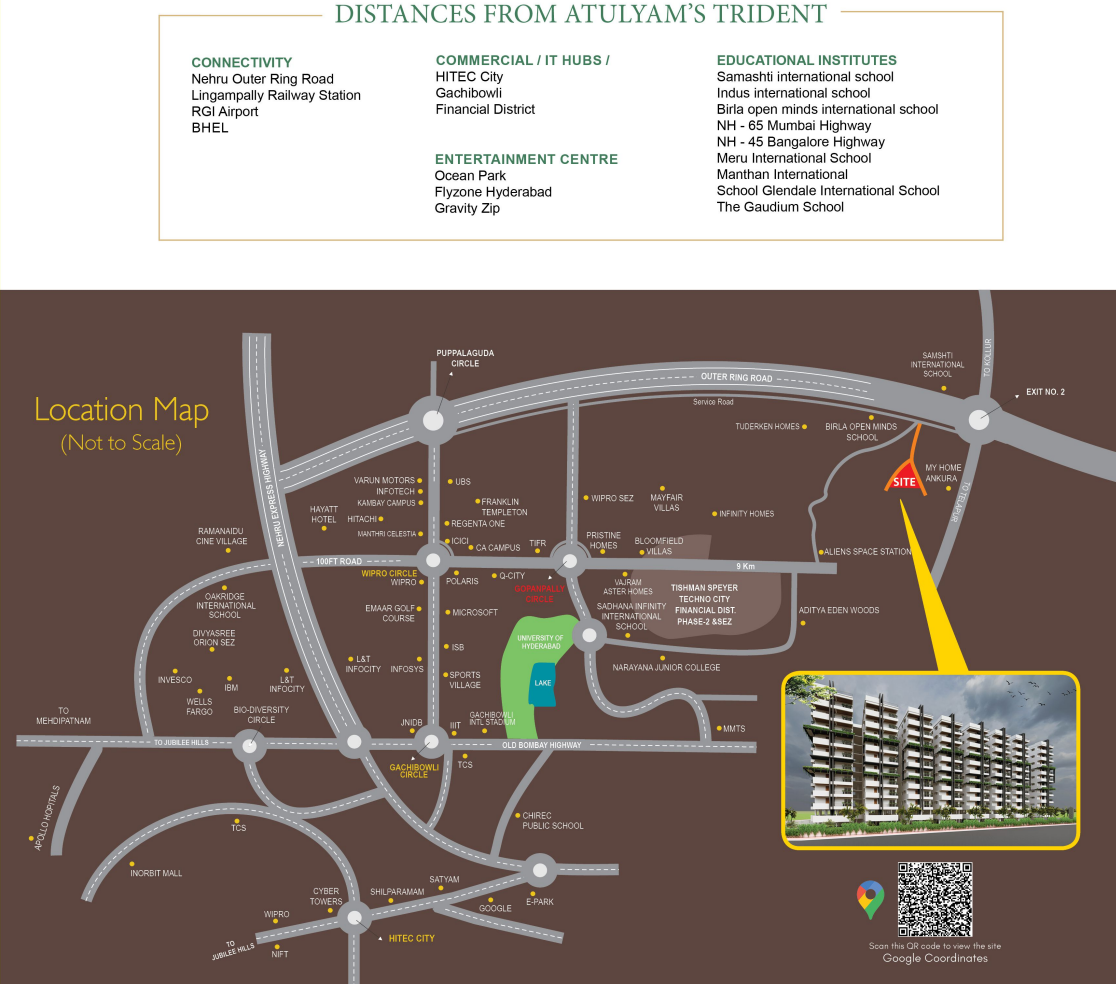 DISTANCES FROM ATULYAM'S TRIDENT
CONNECTIVITY
Nehru Outer Ring Road
Lingampally Railway Station
RGI Airport
BHEL
COMMERCIAL / IT HUBS /
HITEC City
Gachibowli
Financial District
ENTERTAINMENT CENTRE
Ocean Park
Flyzone Hyderabad
Gravity Zip
EDUCATIONAL INSTITUTES
Samashti international school
Indus international school
Birla open minds international school
NH - 65 Mumbai Highway
NH - 45 Bangalore Highway
Meru International School
Manthan International
School Glendale International School
The Gaudium School
Location Map
(Not to Scale)
PUPPALAGUDA
CIRCLE
OUTER RING ROAD
Service Road
SAMSHTI
INTERNATIONAL
SCHOOL
TO KOLLUR
EXIT NO. 2
TUDERKEN HOMES
BIRLA OPEN MINDS
SCHOOL
NEHRU EXPRESS HIGHWAY
SITE
MY HOME
ANKURA
TO TELAPUR
VARUN MOTORS
INFOTECH
KAMBAY CAMPUS
UBS
FRANKLIN
TEMPLETON
WIPRO SEZ
MAYFAIR
VILLAS
INFINITY HOMES
HAYATT
HOTEL
HITACHI
REGENTA ONE
MANTHRI CELESTIA
ICICI
CA CAMPUS
TIFR
PRISTINE
HOMES
BLOOMFIELD
VILLAS
ALIENS SPACE STATION
RAMANAIDU
CINE VILLAGE
100FT ROAD
9 Km
WIPRO CIRCLE
WIPRO
POLARIS
Q-CITY
GOPANPALLY
CIRCLE
VAJRAM
ASTER HOMES
TISHMAN SPEYER
TECHNO CITY
FINANCIAL DIST.
PHASE-2 &SEZ
OAKRIDGE
INTERNATIONAL
SCHOOL
EMAAR GOLF
COURSE
MICROSOFT
SADHANA INFINITY
INTERNATIONAL
SCHOOL
ADITYA EDEN WOODS
DIVYASREE
ORION SEZ
UNIVERSITY OF
HYDERABAD
ISB
L&T
INFOCITY
INFOSYS
NARAYANA JUNIOR COLLEGE
INVESCO
IBM
L&T
INFOCITY
SPORTS
VILLAGE
LAKE
WELLS
FARGO
TO
MEHDIPATNAM
BIO-DIVERSITY
CIRCLE
JNIDB
IIIT
GACHIBOWLI
INTL STADIUM
MMTS
TO JUBILEE HILLS
OLD BOMBAY HIGHWAY
GACHIBOWLI
CIRCLE
TCS
APOLLO HOPITALS
TCS
CHIREC
PUBLIC SCHOOL
INORBIT MALL
CYBER
TOWERS
SHILPARAMAM
SATYAM
GOOGLE
E-PARK
WIPRO
HITEC CITY
TO
JUBILEE HILLS
NIFT
Scan this QR code to view the site
Google Coordinates